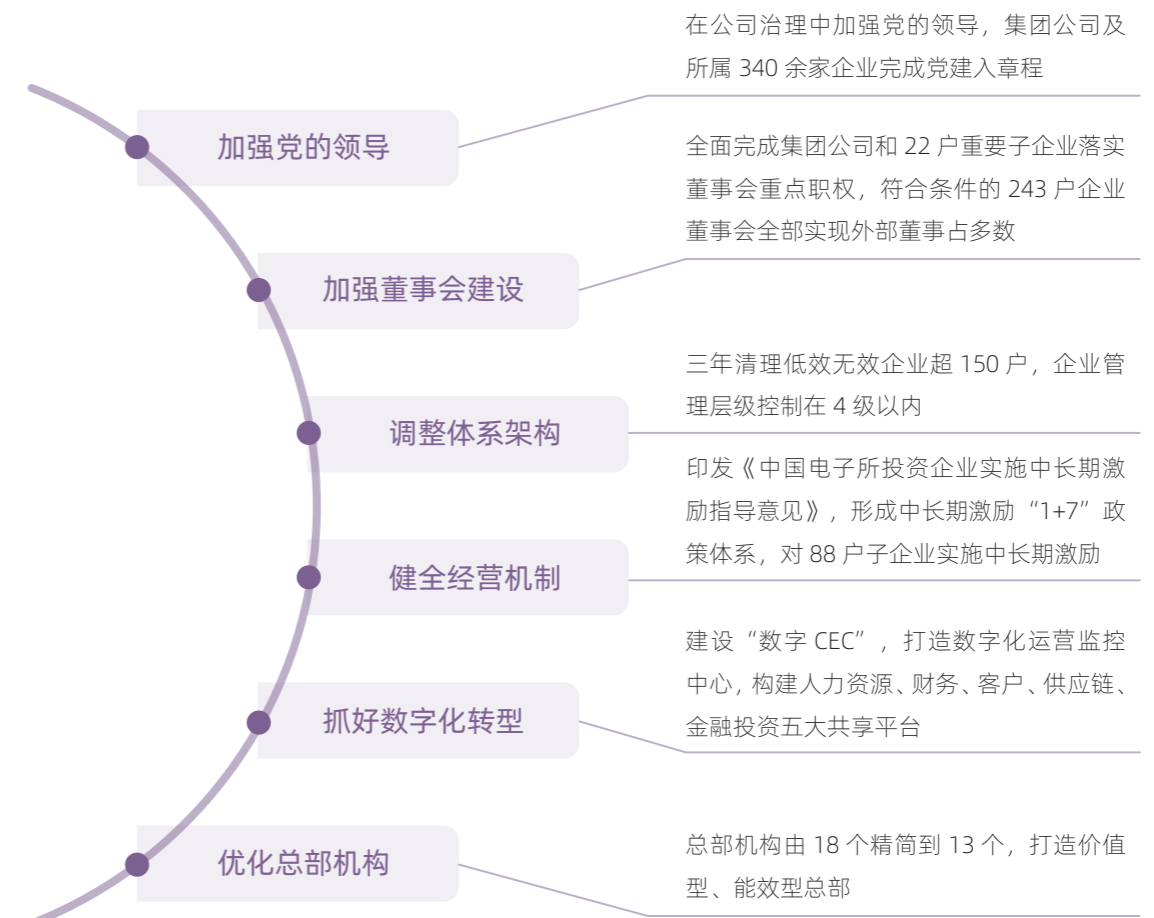 在公司治理中加强党的领导，集团公司及
所属 340 余家企业完成党建入章程
加强党的领导
全面完成集团公司和 22 户重要子企业落实
董事会重点职权，符合条件的 243 户企业
董事会全部实现外部董事占多数
加强董事会建设
三年清理低效无效企业超 150 户，企业管
理层级控制在 4 级以内
调整体系架构
印发《中国电子所投资企业实施中长期激
励指导意见》，形成中长期激励“1+7”政
策体系，对 88 户子企业实施中长期激励
健全经营机制
建设“数字 CEC”，打造数字化运营监控
中心，构建人力资源、财务、客户、供应链、
金融投资五大共享平台
抓好数字化转型
总部机构由 18 个精简到 13 个，打造价值
型、能效型总部
优化总部机构